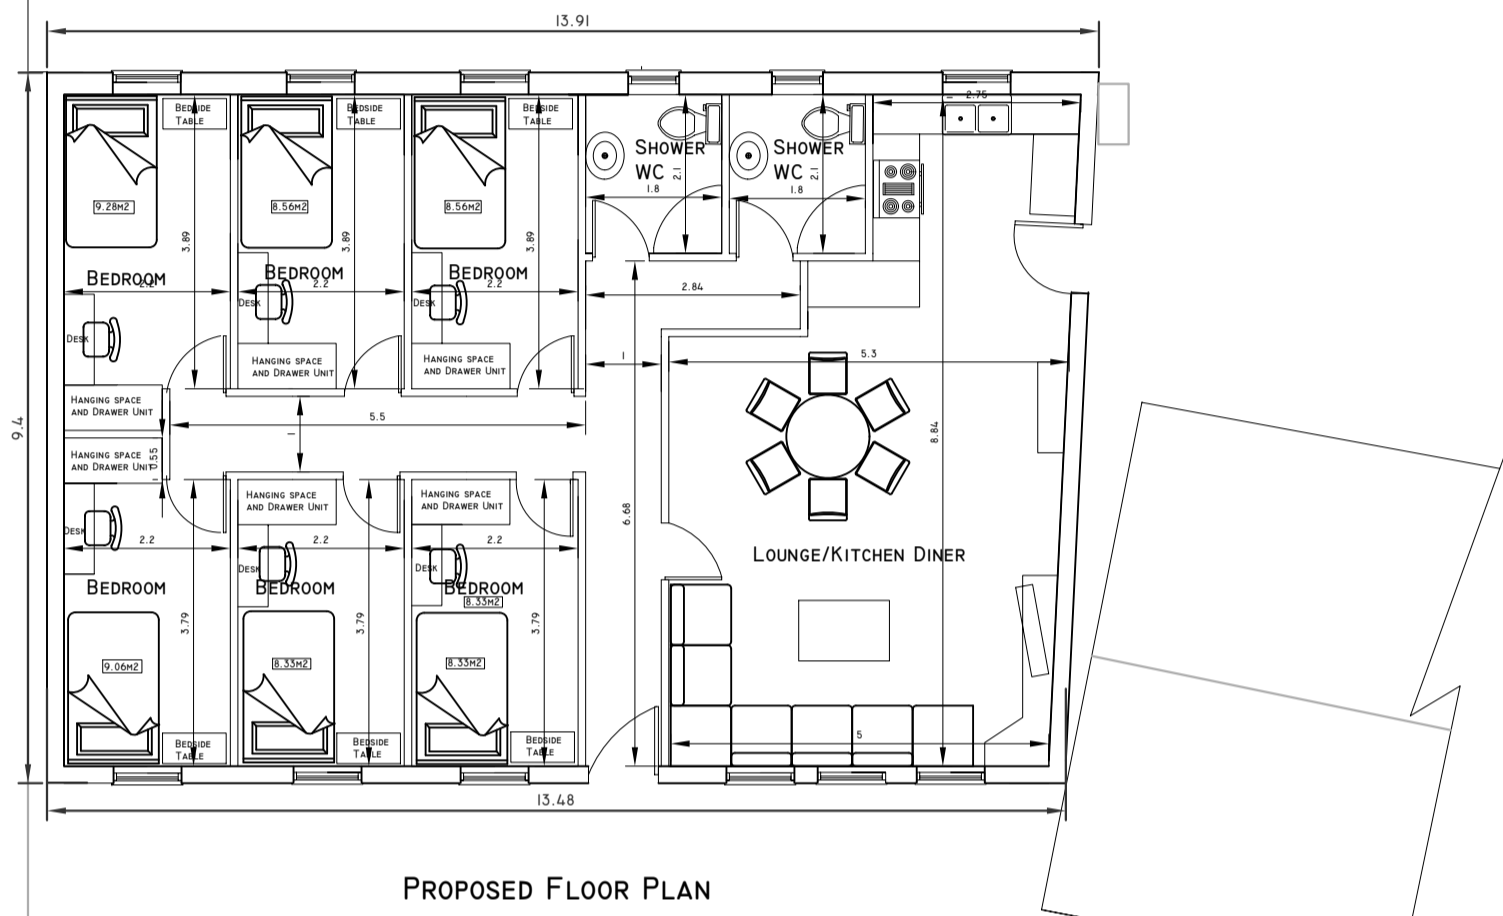 13.91
BEDSIDE
TABLE
BEDSIDE
TABLE
BEDSIDE
TABLE
2.75
SHOWER
WC
2.1
1.8
SHOWER
WC
2.1
1.8
9.28M2
8.56M2
8.56M2
3.89
3.89
3.89
BEDROOM
2.2
BEDROOM
2.2
BEDROOM
2.2
2.84
DESK
DESK
DESK
HANGING SPACE
AND DRAWER UNIT
HANGING SPACE
AND DRAWER UNIT
1
5.3
HANGING SPACE
AND DRAWER UNIT
5.5
1
9.4
8.84
HANGING SPACE
AND DRAWER UNIT
0.55
HANGING SPACE
AND DRAWER UNIT
HANGING SPACE
AND DRAWER UNIT
6.68
DESK
2.2
2.2
2.2
DESK
DESK
LOUNGE/KITCHEN DINER
BEDROOM
BEDROOM
BEDROOM
8.33M2
3.79
3.79
3.79
9.06M2
8.33M2
8.33M2
BEDSIDE
TABLE
BEDSIDE
TABLE
BEDSIDE
TABLE
5
13.48
PROPOSED FLOOR PLAN